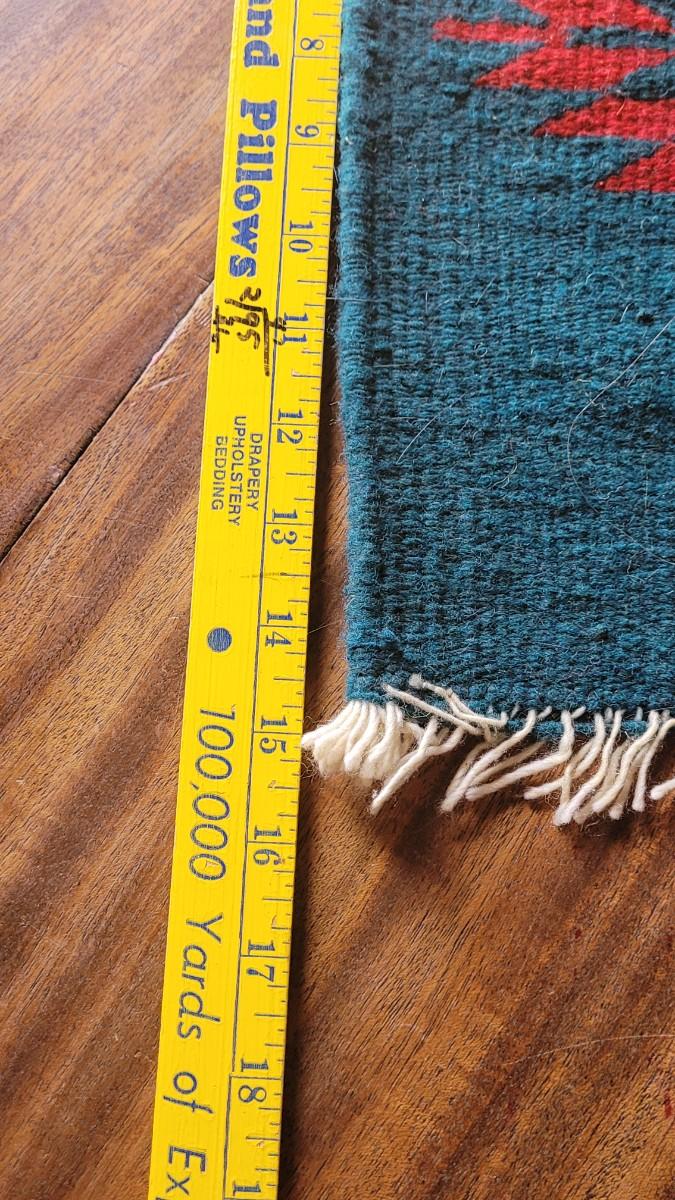 and Pillows
DRAPERY
UPHOLSTERY
BEDDING
100,000 Yards of Ex
8
9
10
11
12
13
14
15
16
17
18
1